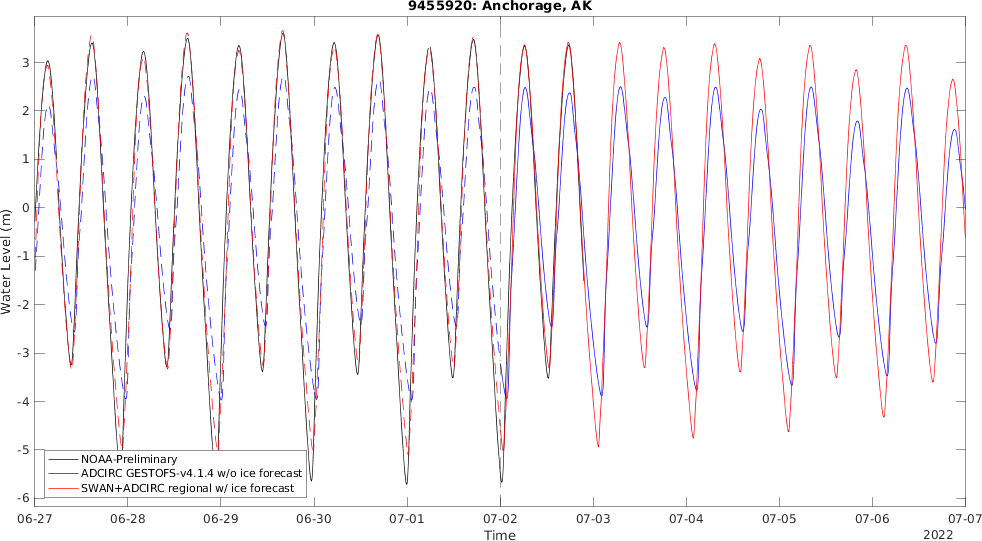 9455920: Anchorage, AK
Water Level (m)
3
2
1
0
-1
-2
-3
-4
-5
-6
NOAA-Preliminary
ADCIRC GESTOFS-v4.1.4 w/o ice forecast
SWAN+ADCIRC regional w/ ice forecast
06-27 06-28 06-29 06-30 07-01 07-02 07-03 07-04 07-05 07-06 07-07
Time
2022